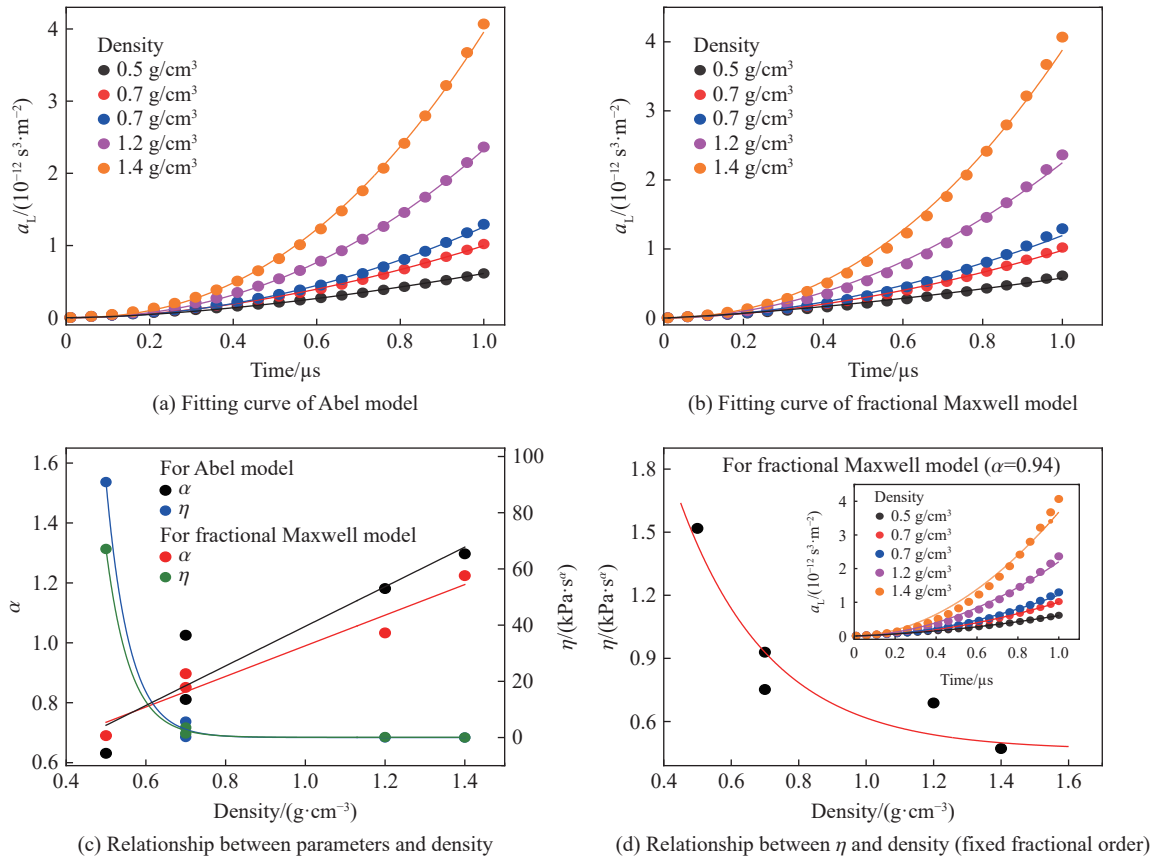 4
3
2
1
0
a_L/(10⁻¹² s³·m⁻²)
Density
0.5 g/cm³
0.7 g/cm³
0.7 g/cm³
1.2 g/cm³
1.4 g/cm³
0 0.2 0.4 0.6 0.8 1.0
Time/μs
(a) Fitting curve of Abel model
4
3
2
1
0
a_L/(10⁻¹² s³·m⁻²)
Density
0.5 g/cm³
0.7 g/cm³
0.7 g/cm³
1.2 g/cm³
1.4 g/cm³
0 0.2 0.4 0.6 0.8 1.0
Time/μs
(b) Fitting curve of fractional Maxwell model
1.6
1.4
1.2
1.0
0.8
0.6
α
For Abel model
α
η
For fractional Maxwell model
α
η
100
80
60
40
20
0
η/(kPa·s^α)
0.4 0.6 0.8 1.0 1.2 1.4
Density/(g·cm⁻³)
(c) Relationship between parameters and density
1.8
1.5
1.2
0.9
0.6
η/(kPa·s^α)
For fractional Maxwell model (α=0.94)
4
3
2
1
0
a_L/(10⁻¹² s³·m⁻²)
Density
0.5 g/cm³
0.7 g/cm³
0.7 g/cm³
1.2 g/cm³
1.4 g/cm³
0 0.2 0.4 0.6 0.8 1.0
Time/μs
0.4 0.6 0.8 1.0 1.2 1.4 1.6
Density/(g·cm⁻³)
(d) Relationship between η and density (fixed fractional order)